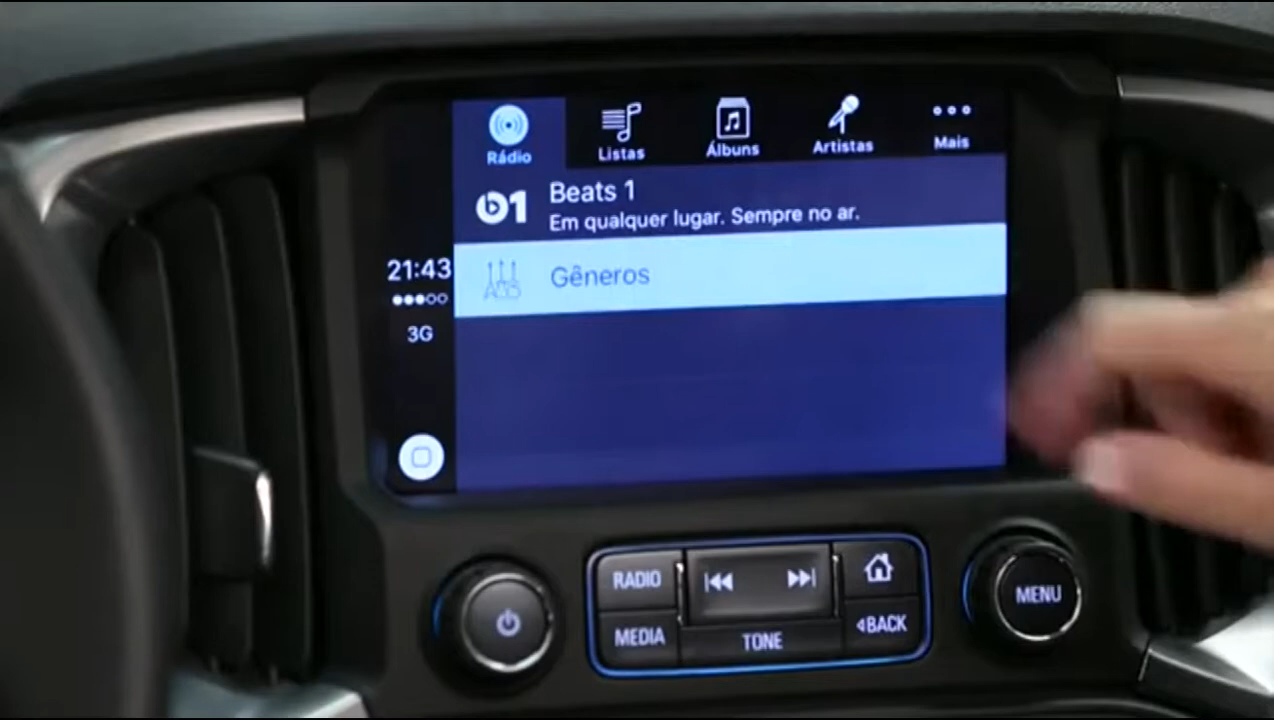 Rádio
Listas
Álbuns
Artistas
Mais
1
Beats 1
Em qualquer lugar. Sempre no ar.
21:43
Gêneros
3G
RADIO
MENU
MEDIA
TONE
BACK